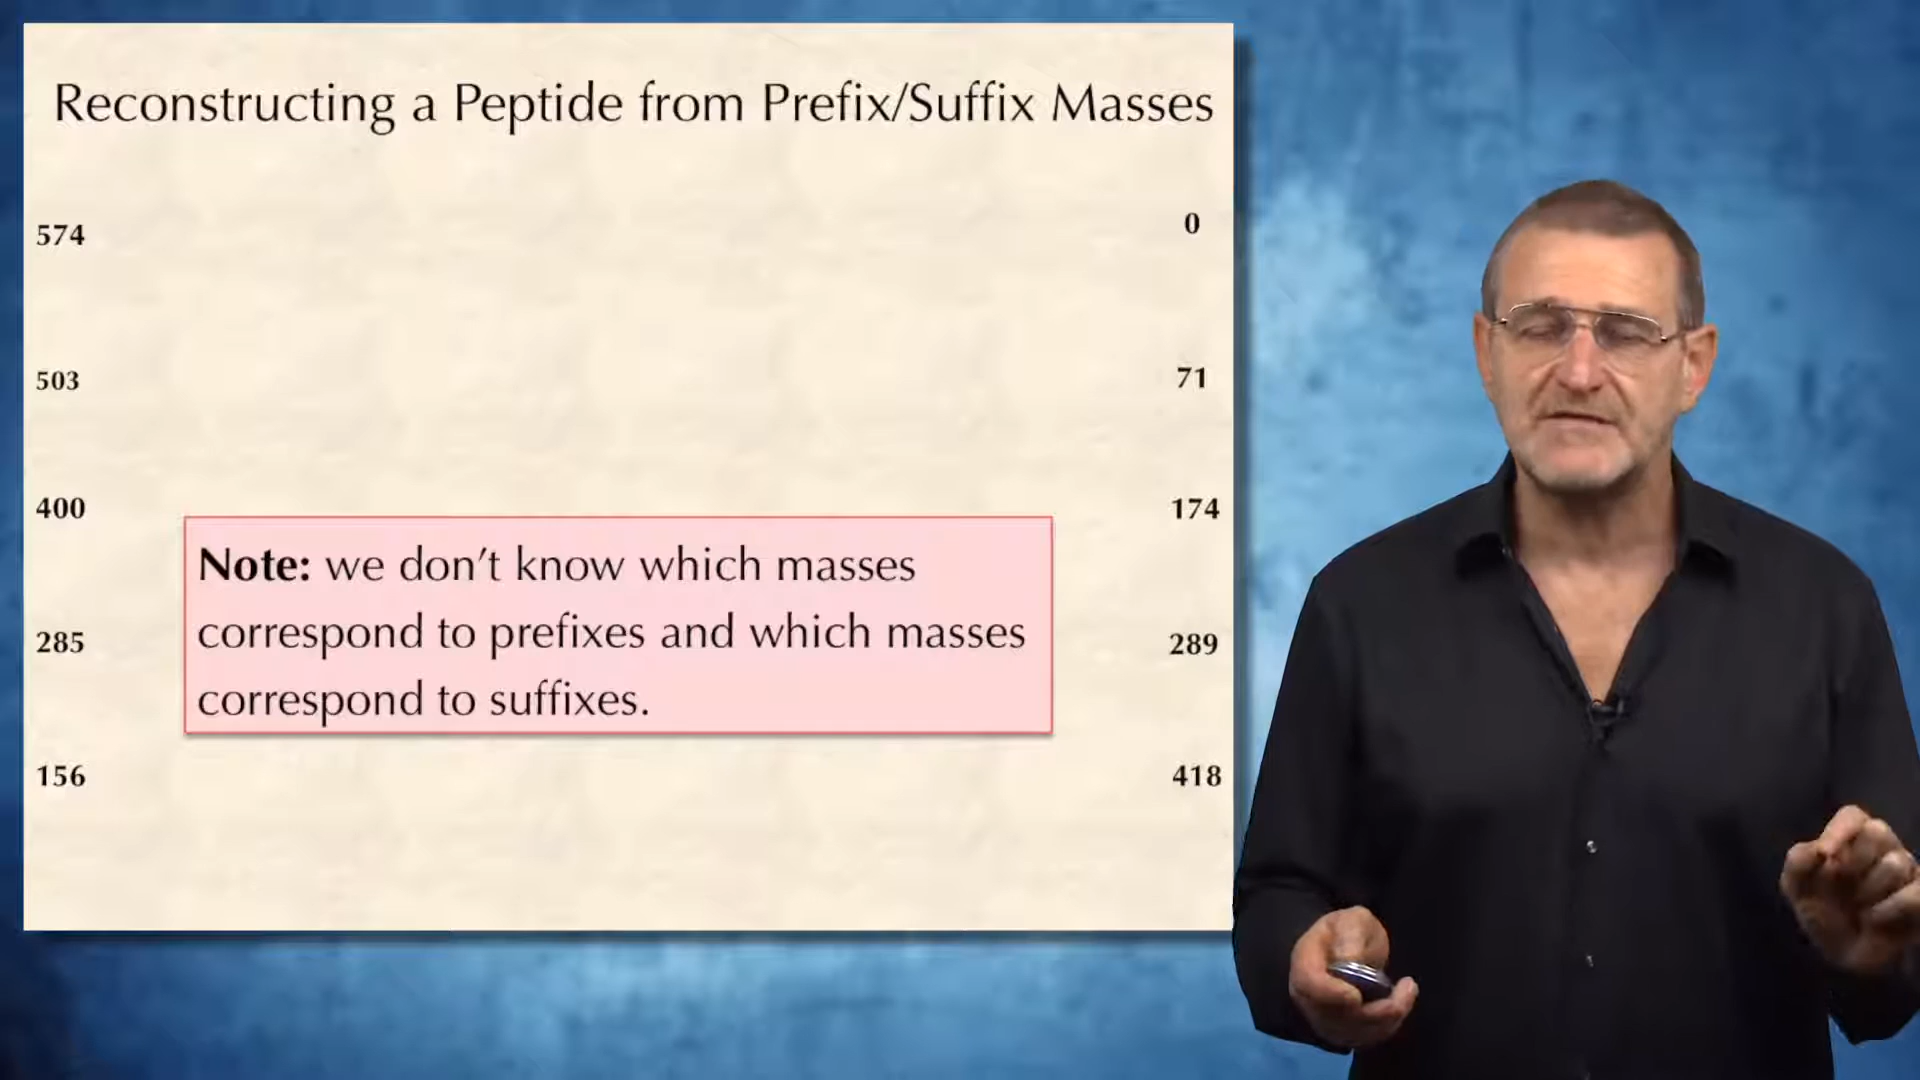 Reconstructing a Peptide from Prefix/Suffix Masses
574 0
503 71
400 174
Note: we don’t know which masses
correspond to prefixes and which masses
correspond to suffixes.
285 289
156 418